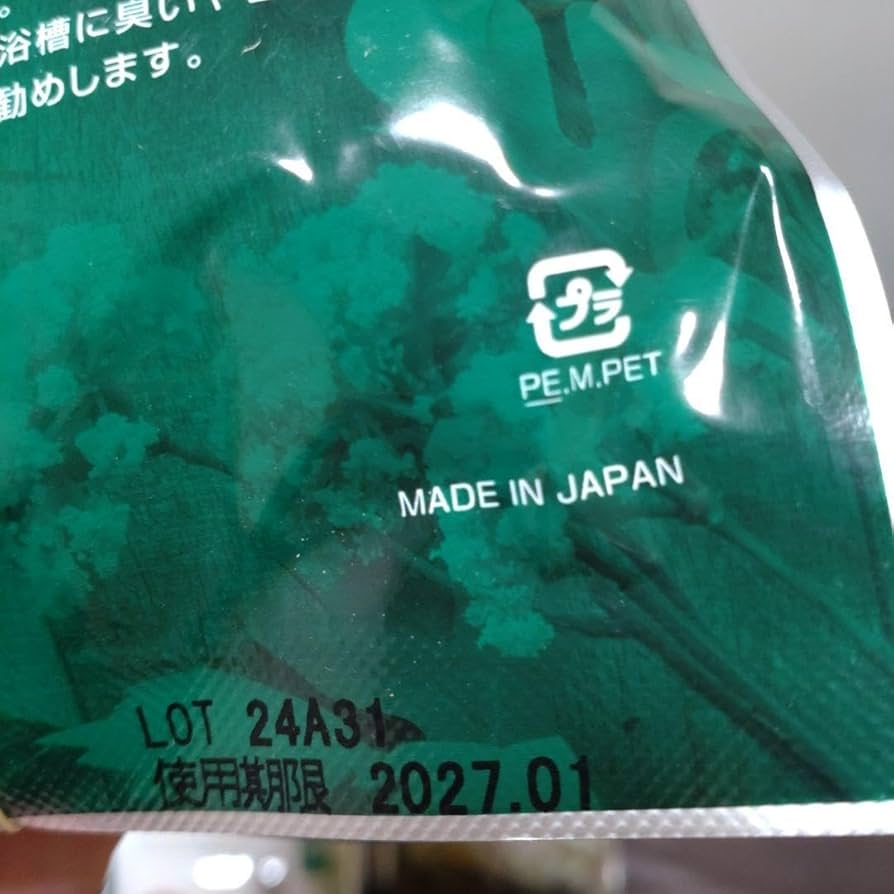 。
浴槽に臭いや
勧めします。
プラ
PE.M.PET
MADE IN JAPAN
LOT 24A31
使用期限 2027.01